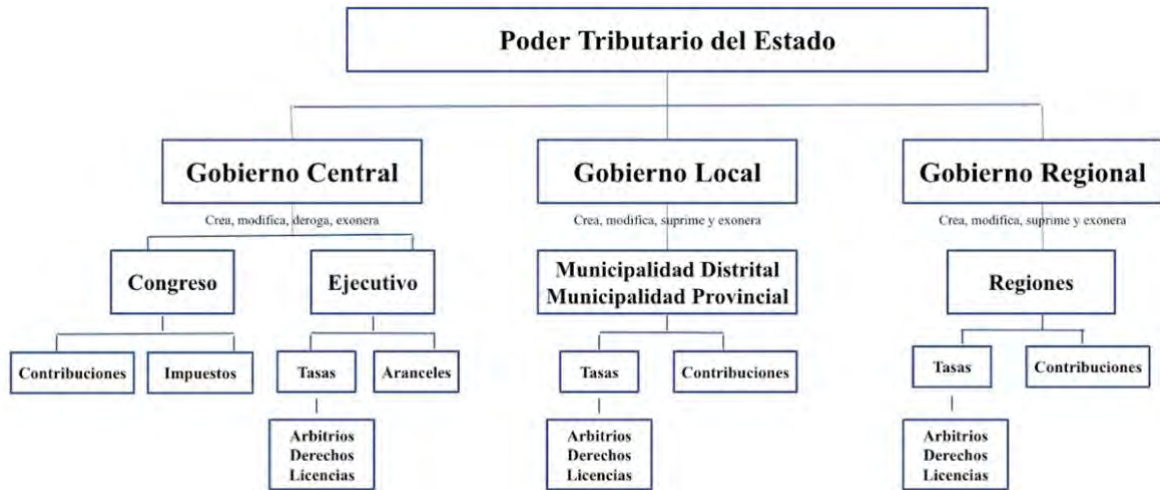 Poder Tributario del Estado
Gobierno Central
Gobierno Local
Gobierno Regional
Crea, modifica, deroga, exonera
Crea, modifica, suprime y exonera
Crea, modifica, suprime y exonera
Congreso
Ejecutivo
Municipalidad Distrital
Municipalidad Provincial
Regiones
Contribuciones
Impuestos
Tasas
Aranceles
Tasas
Contribuciones
Tasas
Contribuciones
Arbitrios
Derechos
Licencias
Arbitrios
Derechos
Licencias
Arbitrios
Derechos
Licencias